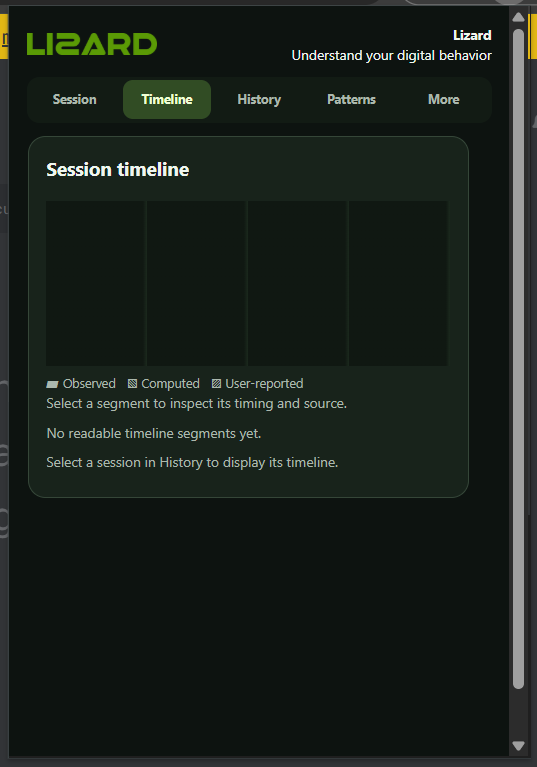 LIZARD
Lizard
Understand your digital behavior
Session Timeline History Patterns More
Session timeline
Observed Computed User-reported
Select a segment to inspect its timing and source.
No readable timeline segments yet.
Select a session in History to display its timeline.